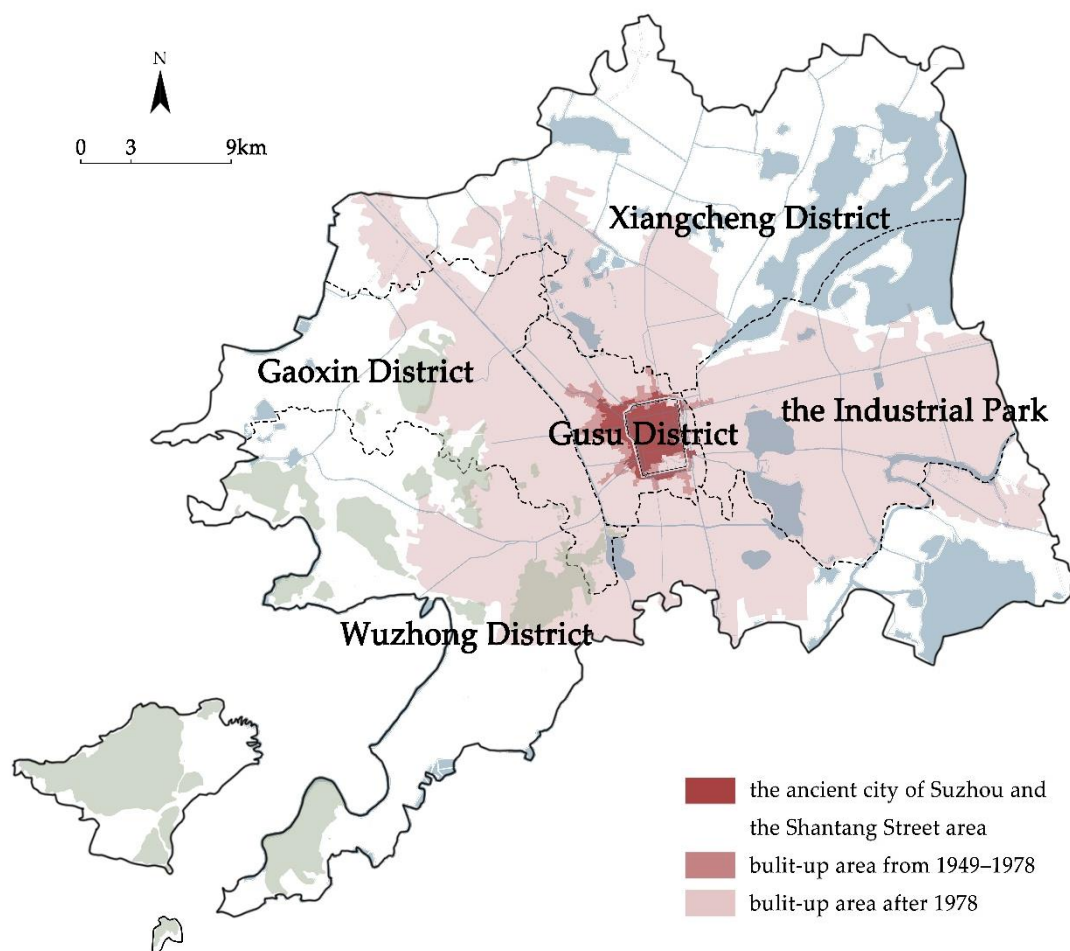 N
0 3 9km
Xiangcheng District
Gaoxin District
the Industrial Park
Gusu District
Wuzhong District
the ancient city of Suzhou and
the Shantang Street area
bulit-up area from 1949–1978
bulit-up area after 1978